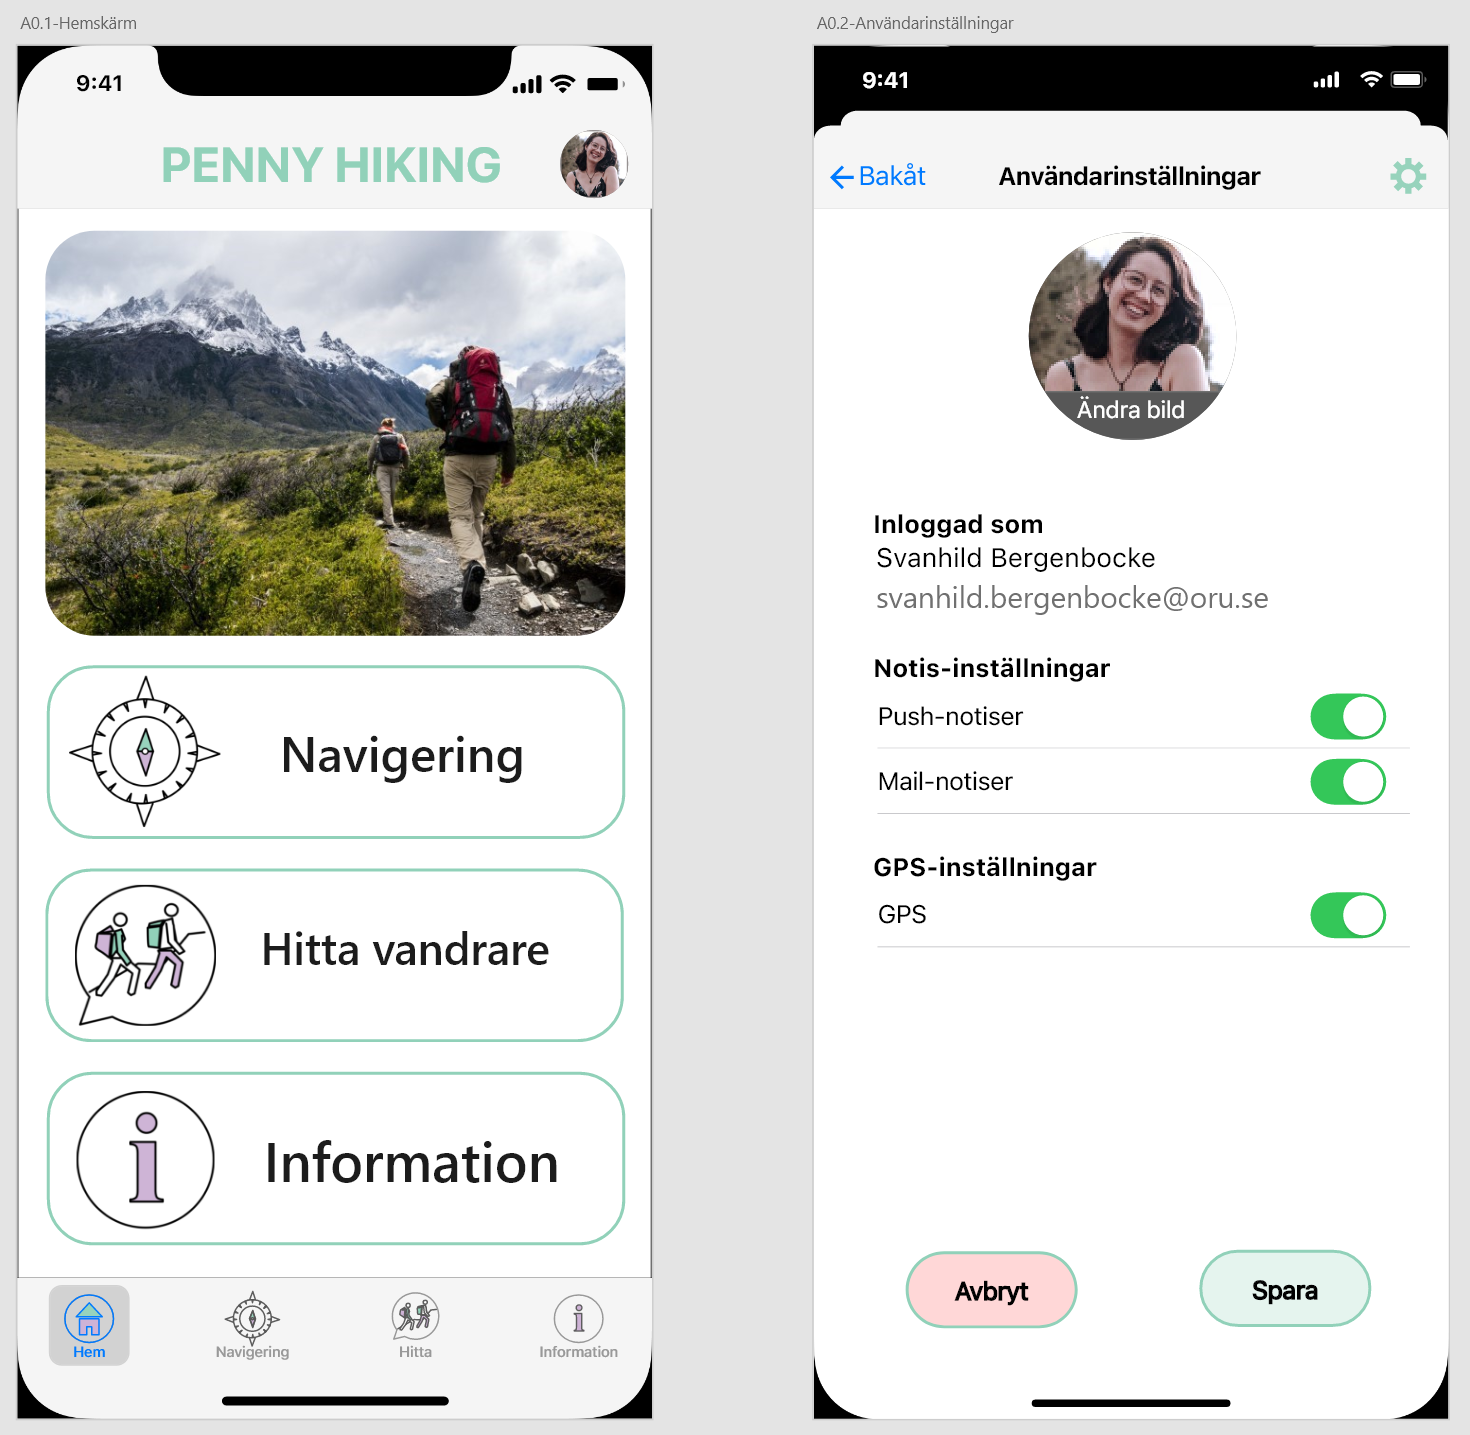 A0.1-Hemskärm
9:41
PENNY HIKING
Navigering
Hitta vandrare
Information
Hem
Navigering
Hitta
Information
A0.2-Användarinställningar
9:41
Bakåt
Användarinställningar
Ändra bild
Inloggad som
Svanhild Bergenbocke
svanhild.bergenbocke@oru.se
Notis-inställningar
Push-notiser
Mail-notiser
GPS-inställningar
GPS
Avbryt
Spara